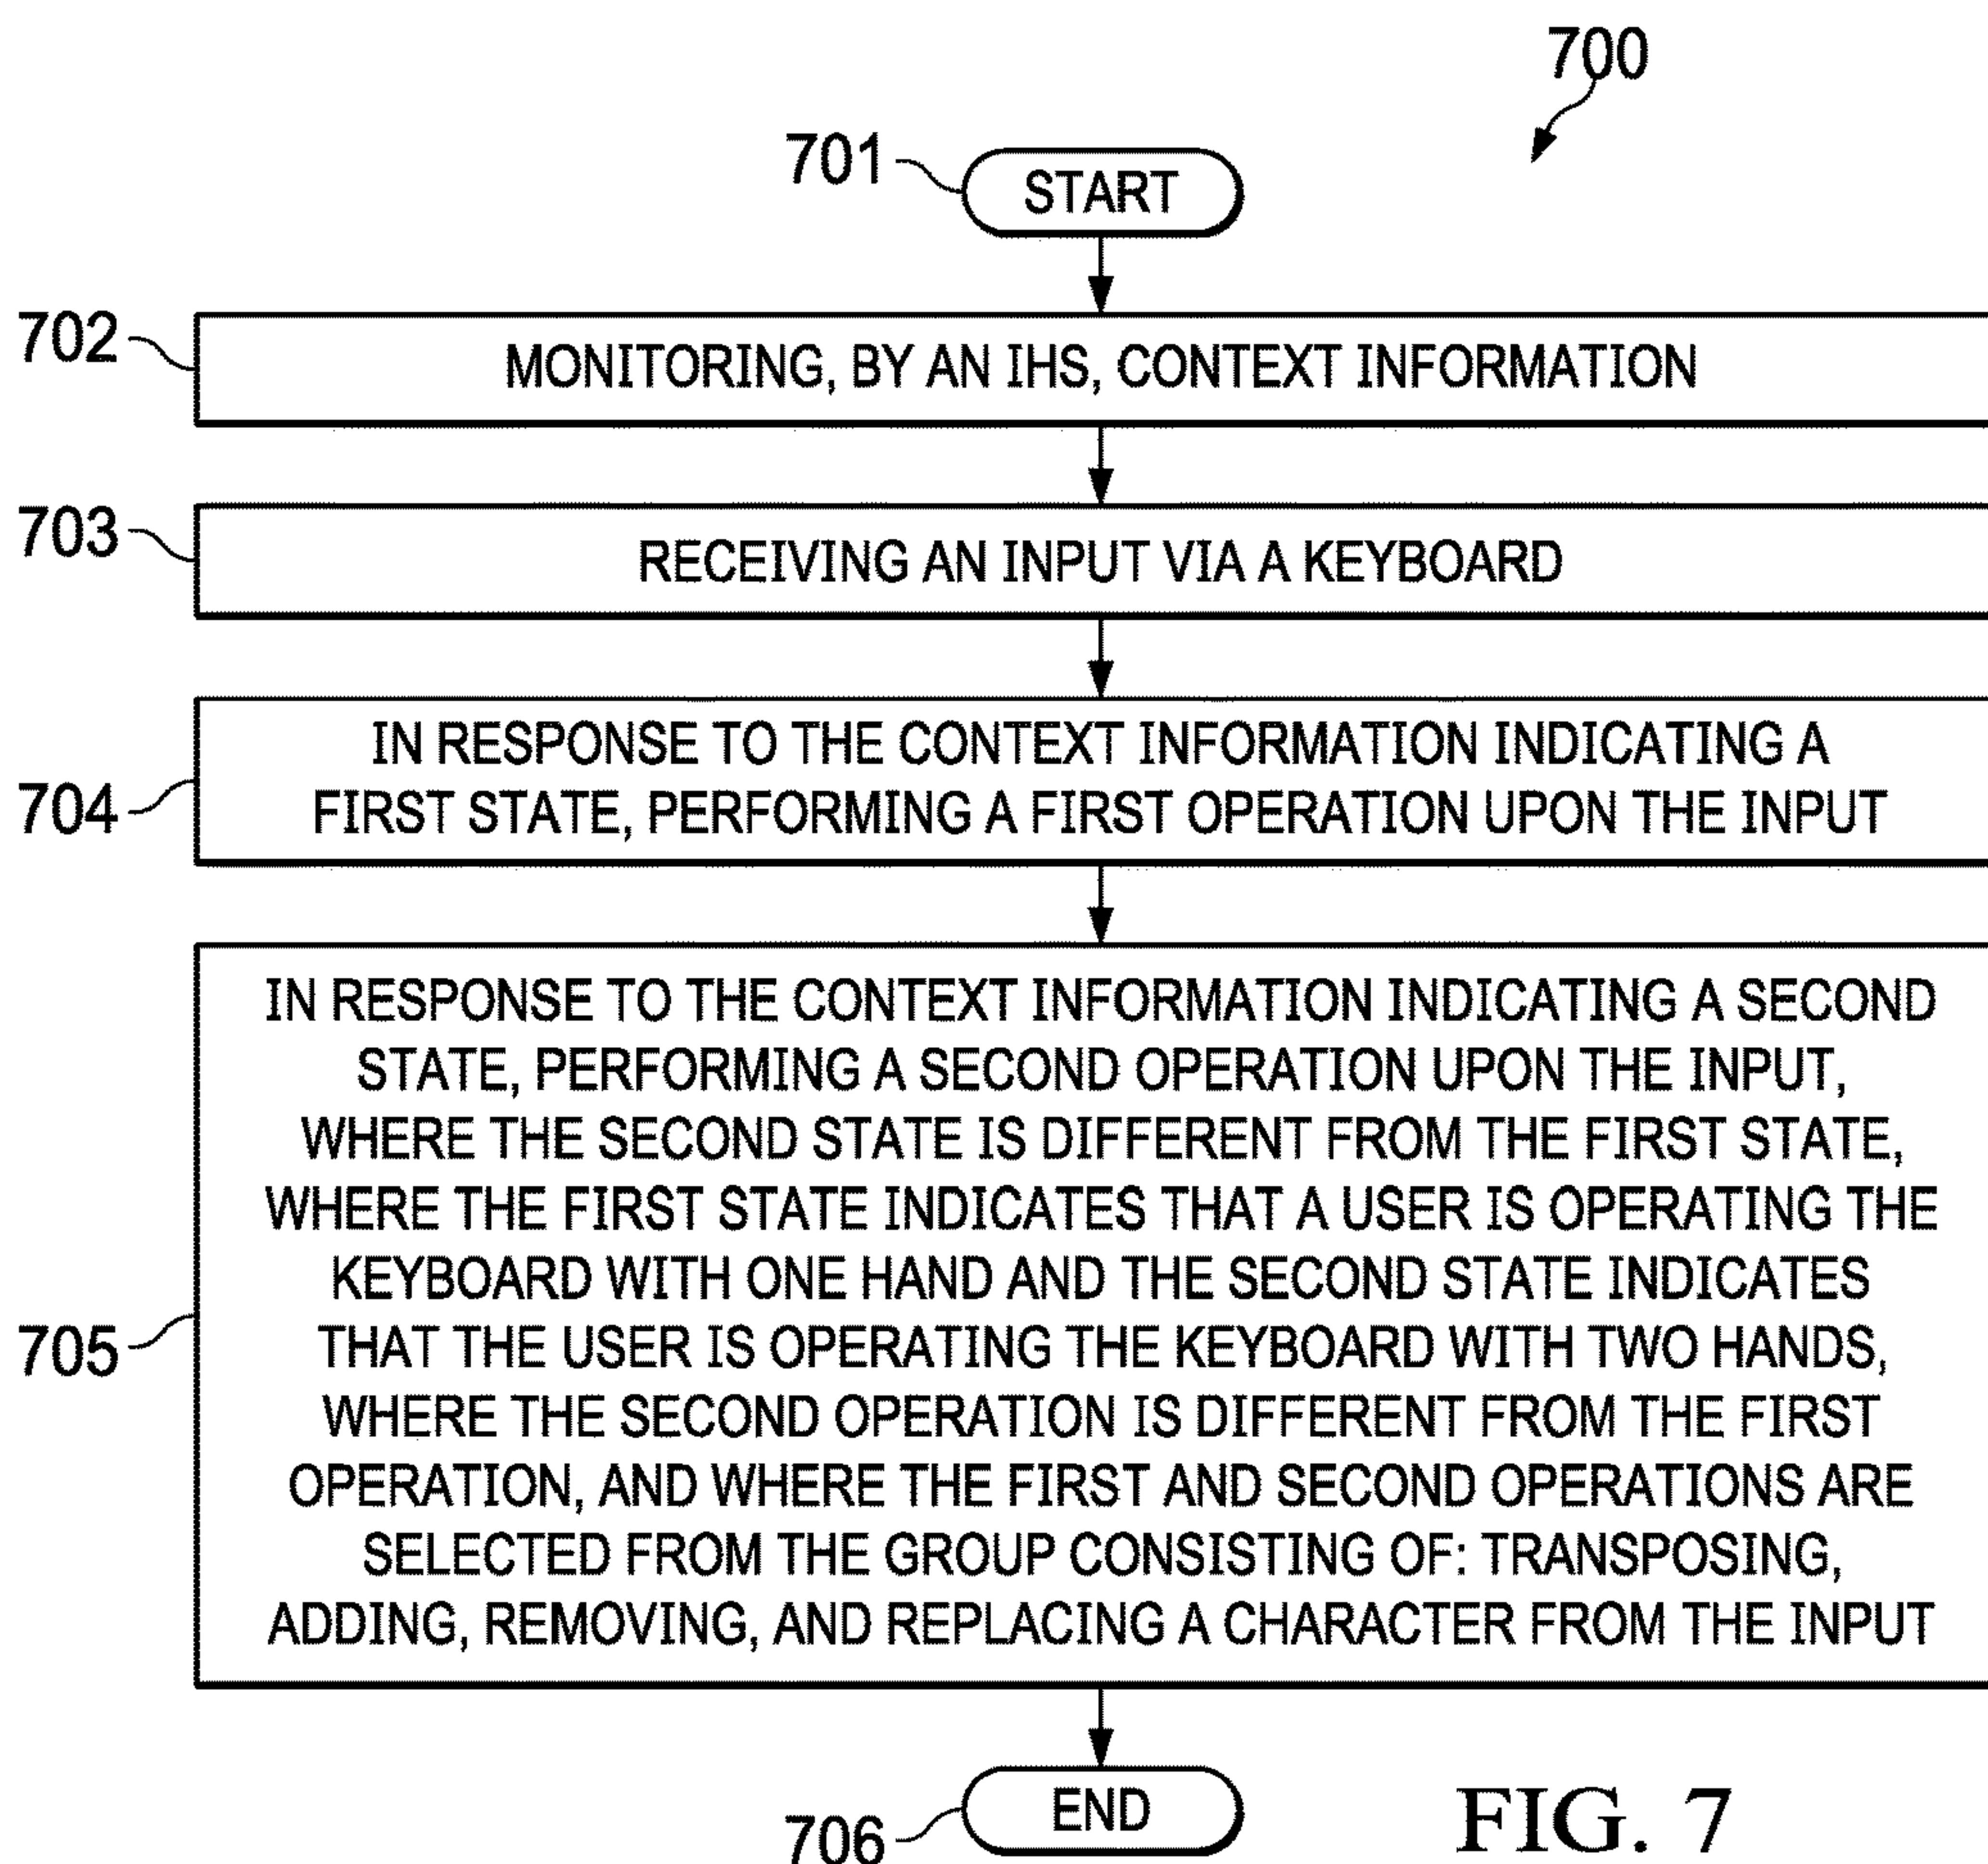 700
701
START
702
MONITORING, BY AN IHS, CONTEXT INFORMATION
703
RECEIVING AN INPUT VIA A KEYBOARD
704
IN RESPONSE TO THE CONTEXT INFORMATION INDICATING A
FIRST STATE, PERFORMING A FIRST OPERATION UPON THE INPUT
705
IN RESPONSE TO THE CONTEXT INFORMATION INDICATING A SECOND
STATE, PERFORMING A SECOND OPERATION UPON THE INPUT,
WHERE THE SECOND STATE IS DIFFERENT FROM THE FIRST STATE,
WHERE THE FIRST STATE INDICATES THAT A USER IS OPERATING THE
KEYBOARD WITH ONE HAND AND THE SECOND STATE INDICATES
THAT THE USER IS OPERATING THE KEYBOARD WITH TWO HANDS,
WHERE THE SECOND OPERATION IS DIFFERENT FROM THE FIRST
OPERATION, AND WHERE THE FIRST AND SECOND OPERATIONS ARE
SELECTED FROM THE GROUP CONSISTING OF: TRANSPOSING,
ADDING, REMOVING, AND REPLACING A CHARACTER FROM THE INPUT
706
END
FIG. 7